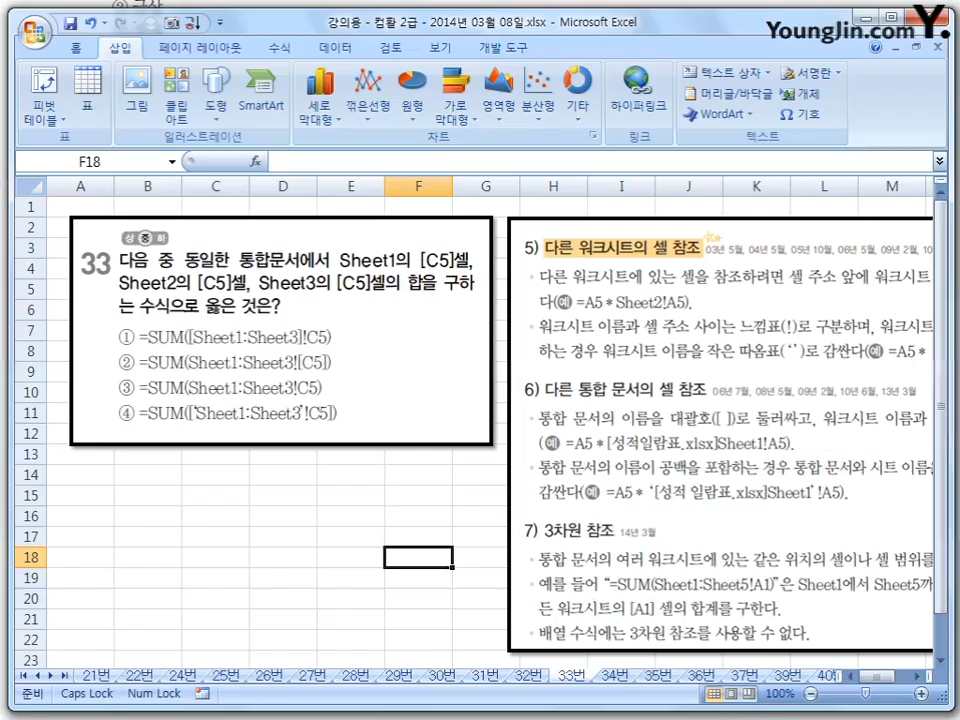 강의용 - 컴활 2급 - 2014년 03월 08일.xlsx - Microsoft Excel
YoungJin.com Y.
홈 삽입 페이지 레이아웃 수식 데이터 검토 보기 개발 도구
피벗 테이블
표
그림
클립 아트
도형
SmartArt
세로 막대형
꺾은선형
원형
가로 막대형
영역형
분산형
기타
하이퍼링크
텍스트 상자
서명란
머리글/바닥글
개체
WordArt
Ω 기호
표 일러스트레이션 차트 링크 텍스트
F18 fx
A B C D E F G H I J K L M
1
2
3
4
5
6
7
8
9
10
11
12
13
14
15
16
17
18
19
20
21
22
23
상 중 하
33 다음 중 동일한 통합문서에서 Sheet1의 [C5]셀,
Sheet2의 [C5]셀, Sheet3의 [C5]셀의 합을 구하
는 수식으로 옳은 것은?
① =SUM([Sheet1:Sheet3]!C5)
② =SUM(Sheet1:Sheet3![C5])
③ =SUM(Sheet1:Sheet3!C5)
④ =SUM(['Sheet1:Sheet3'!C5])
5) 다른 워크시트의 셀 참조 03년 5월, 04년 5월, 05년 10월, 06년 5월, 09년 2월, 10
• 다른 워크시트에 있는 셀을 참조하려면 셀 주소 앞에 워크시트
다(예 =A5*Sheet2!A5).
• 워크시트 이름과 셀 주소 사이는 느낌표(!)로 구분하며, 워크시트
하는 경우 워크시트 이름을 작은 따옴표(‘ ’)로 감싼다(예 =A5*
6) 다른 통합 문서의 셀 참조 06년 7월, 08년 5월, 09년 2월, 10년 6월, 13년 3월
• 통합 문서의 이름을 대괄호([ ])로 둘러싸고, 워크시트 이름과
(예 =A5*[성적일람표.xlsx]Sheet1!A5).
• 통합 문서의 이름이 공백을 포함하는 경우 통합 문서와 시트 이름
감싼다(예 =A5*‘[성적 일람표.xlsx]Sheet1’!A5).
7) 3차원 참조 14년 3월
• 통합 문서의 여러 워크시트에 있는 같은 위치의 셀이나 셀 범위를
• 예를 들어 “=SUM(Sheet1:Sheet5!A1)”은 Sheet1에서 Sheet5까
든 워크시트의 [A1] 셀의 합계를 구한다.
• 배열 수식에는 3차원 참조를 사용할 수 없다.
21번 22번 24번 25번 26번 27번 28번 29번 30번 31번 32번 33번 34번 35번 36번 37번 38번 39번 40
준비 Caps Lock Num Lock 100%